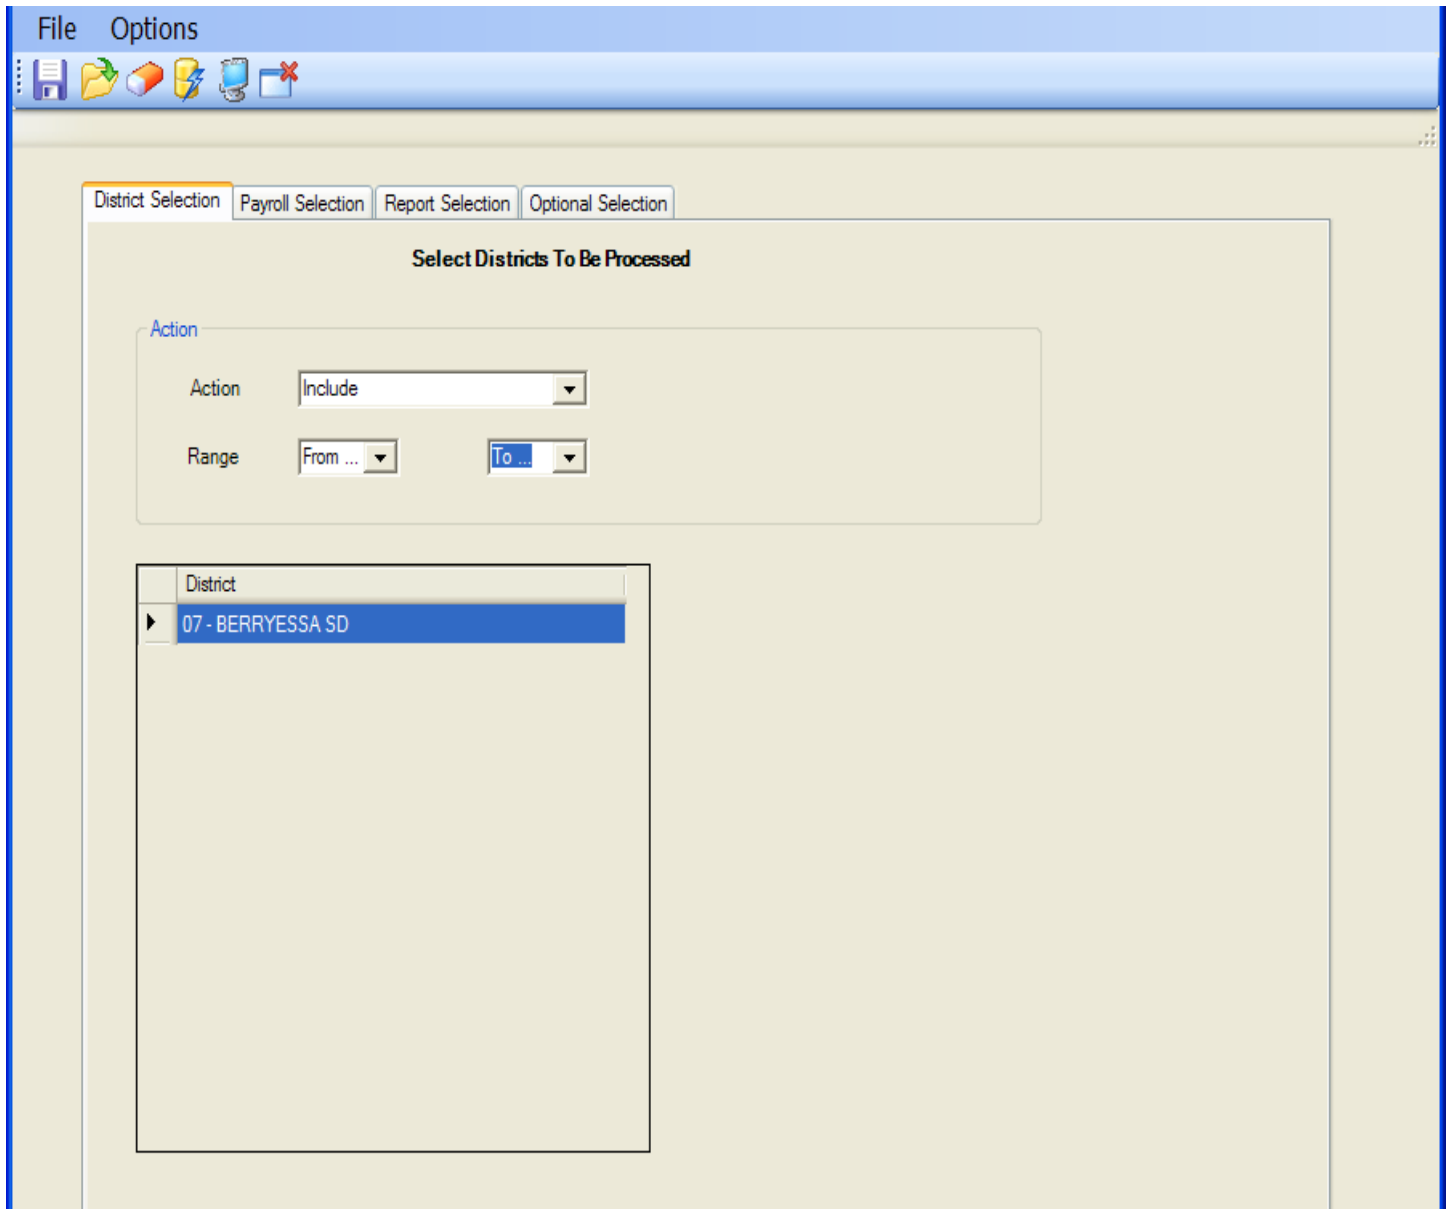 File Options
District Selection Payroll Selection Report Selection Optional Selection
Select Districts To Be Processed
Action
Action Include
Range From ... To ...
District
07 - BERRYESSA SD